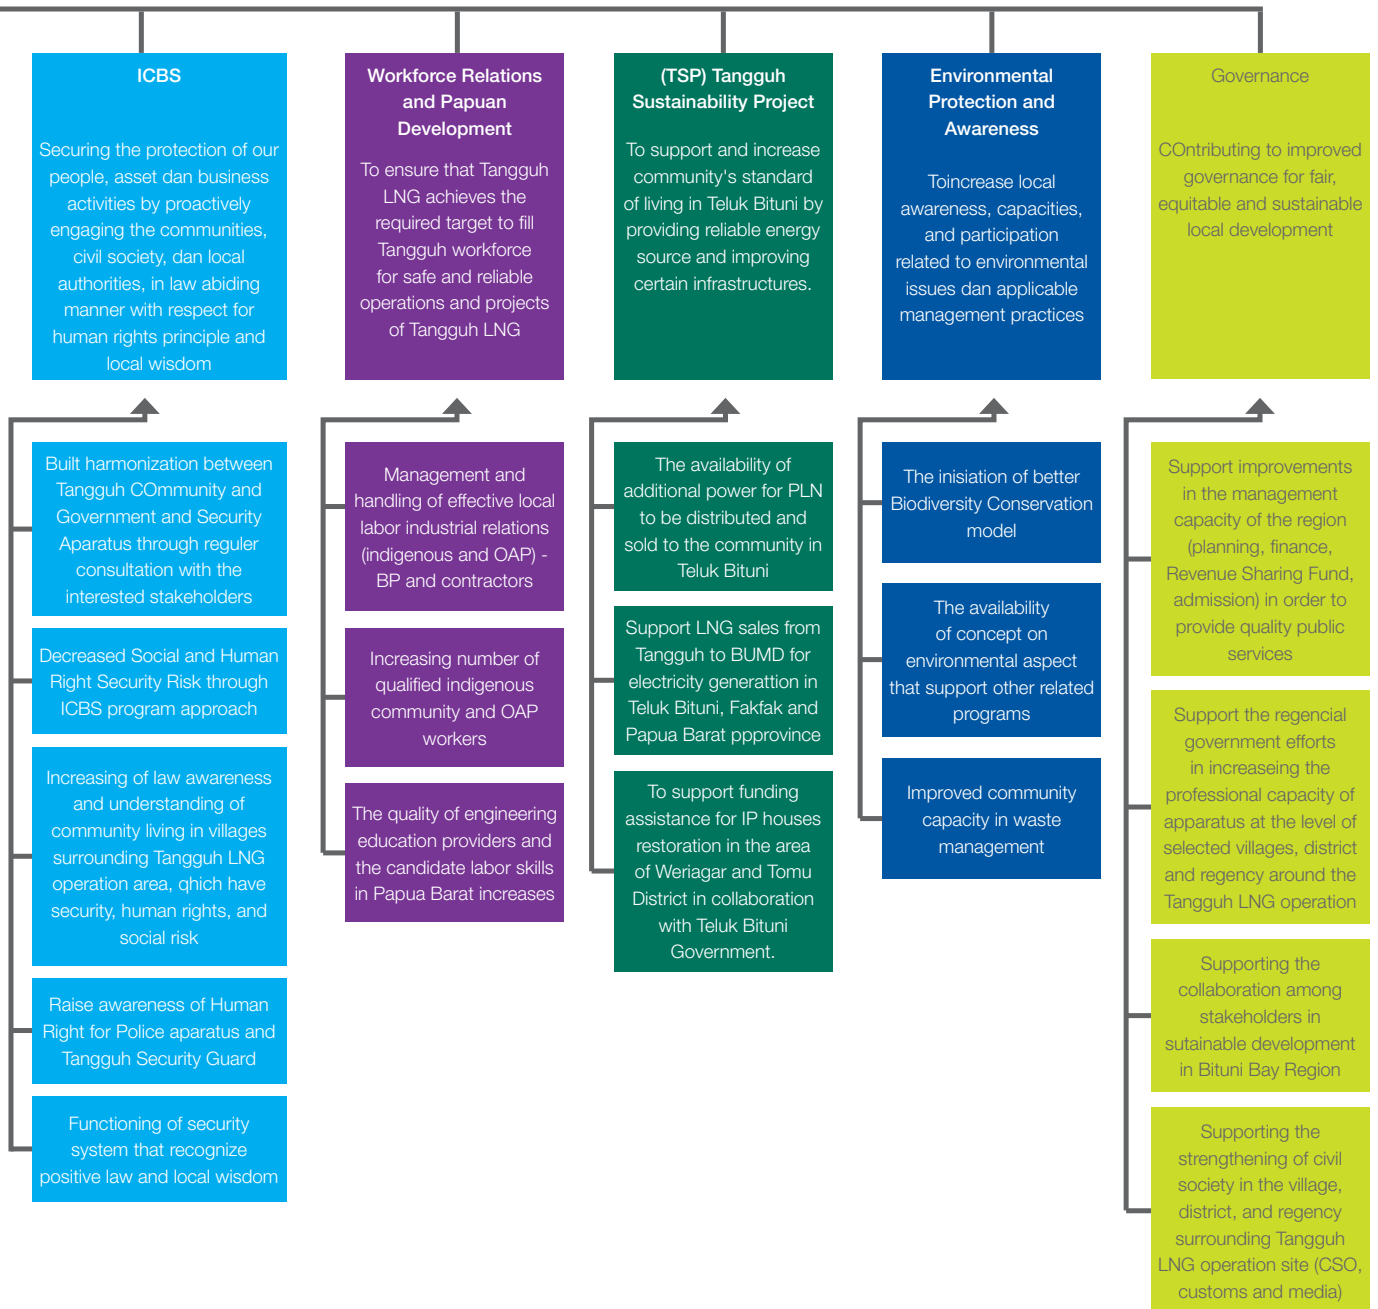 ICBS
Securing the protection of our
people, asset dan business
activities by proactively
engaging the communities,
civil society, dan local
authorities, in law abiding
manner with respect for
human rights principle and
local wisdom
Built harmonization between
Tangguh COmmunity and
Government and Security
Aparatus through reguler
consultation with the
interested stakeholders
Decreased Social and Human
Right Security Risk through
ICBS program approach
Increasing of law awareness
and understanding of
community living in villages
surrounding Tangguh LNG
operation area, qhich have
security, human rights, and
social risk
Raise awareness of Human
Right for Police aparatus and
Tangguh Security Guard
Functioning of security
system that recognize
positive law and local wisdom
Workforce Relations
and Papuan
Development
To ensure that Tangguh
LNG achieves the
required target to fill
Tangguh workforce
for safe and reliable
operations and projects
of Tangguh LNG
Management and
handling of effective local
labor industrial relations
(indigenous and OAP) -
BP and contractors
Increasing number of
qualified indigenous
community and OAP
workers
The quality of engineering
education providers and
the candidate labor skills
in Papua Barat increases
(TSP) Tangguh
Sustainability Project
To support and increase
community's standard
of living in Teluk Bituni by
providing reliable energy
source and improving
certain infrastructures.
The availability of
additional power for PLN
to be distributed and
sold to the community in
Teluk Bituni
Support LNG sales from
Tangguh to BUMD for
electricity generattion in
Teluk Bituni, Fakfak and
Papua Barat ppprovince
To support funding
assistance for IP houses
restoration in the area
of Weriagar and Tomu
District in collaboration
with Teluk Bituni
Government.
Environmental
Protection and
Awareness
Toincrease local
awareness, capacities,
and participation
related to environmental
issues dan applicable
management practices
The inisiation of better
Biodiversity Conservation
model
The availability
of concept on
environmental aspect
that support other related
programs
Improved community
capacity in waste
management
Governance
COntributing to improved
governance for fair,
equitable and sustainable
local development
Support improvements
in the management
capacity of the region
(planning, finance,
Revenue Sharing Fund,
admission) in order to
provide quality public
services
Support the regencial
government efforts
in increaseing the
professional capacity of
apparatus at the level of
selected villages, district
and regency around the
Tangguh LNG operation
Supporting the
collaboration among
stakeholders in
sutainable development
in Bituni Bay Region
Supporting the
strengthening of civil
society in the village,
district, and regency
surrounding Tangguh
LNG operation site (CSO,
customs and media)